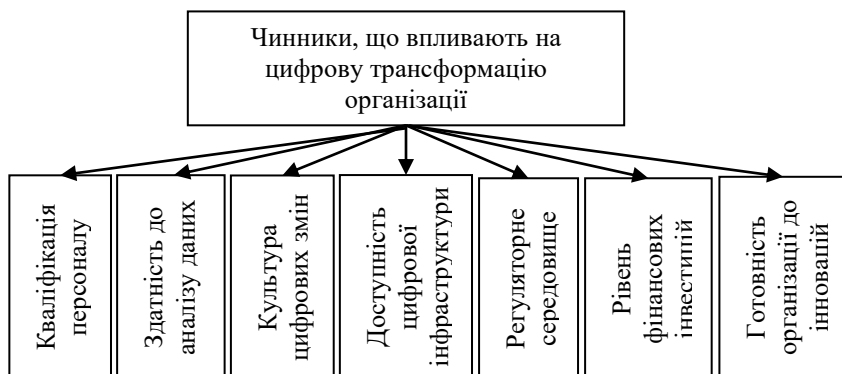 Чинники, що впливають на
цифрову трансформацію
організації
Кваліфікація
персоналу
Здатність до
аналізу даних
Культура
цифрових змін
Доступність
цифрової
інфраструктури
Регуляторне
середовище
Рівень
фінансових
інвестицій
Готовність
організації до
інновацій